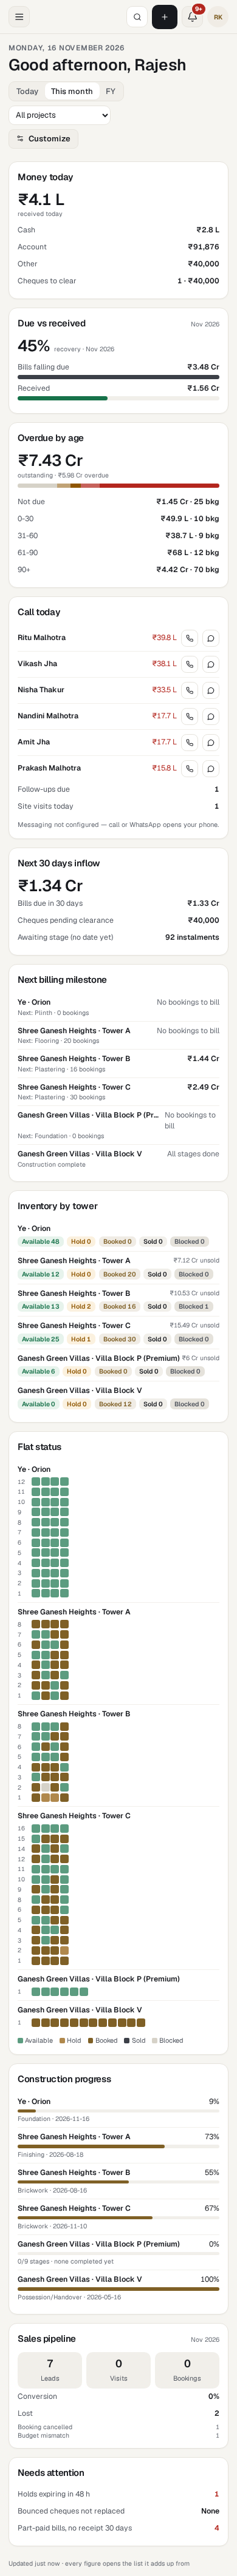 9+
RK
MONDAY, 16 NOVEMBER 2026
Good afternoon, Rajesh
Today This month FY
All projects
Customize
Money today
₹4.1 L
received today
Cash ₹2.8 L
Account ₹91,876
Other ₹40,000
Cheques to clear 1 · ₹40,000
Due vs received Nov 2026
45% recovery · Nov 2026
Bills falling due ₹3.48 Cr
Received ₹1.56 Cr
Overdue by age
₹7.43 Cr
outstanding · ₹5.98 Cr overdue
Not due ₹1.45 Cr · 25 bkg
0-30 ₹49.9 L · 10 bkg
31-60 ₹38.7 L · 9 bkg
61-90 ₹68 L · 12 bkg
90+ ₹4.42 Cr · 70 bkg
Call today
Ritu Malhotra ₹39.8 L
Vikash Jha ₹38.1 L
Nisha Thakur ₹33.5 L
Nandini Malhotra ₹17.7 L
Amit Jha ₹17.7 L
Prakash Malhotra ₹15.8 L
Follow-ups due 1
Site visits today 1
Messaging not configured — call or WhatsApp opens your phone.
Next 30 days inflow
₹1.34 Cr
Bills due in 30 days ₹1.33 Cr
Cheques pending clearance ₹40,000
Awaiting stage (no date yet) 92 instalments
Next billing milestone
Ye · Orion No bookings to bill
Next: Plinth · 0 bookings
Shree Ganesh Heights · Tower A No bookings to bill
Next: Flooring · 20 bookings
Shree Ganesh Heights · Tower B ₹1.44 Cr
Next: Plastering · 16 bookings
Shree Ganesh Heights · Tower C ₹2.49 Cr
Next: Plastering · 30 bookings
Ganesh Green Villas · Villa Block P (Pr... No bookings to bill
Next: Foundation · 0 bookings
Ganesh Green Villas · Villa Block V All stages done
Construction complete
Inventory by tower
Ye · Orion
Available 48 Hold 0 Booked 0 Sold 0 Blocked 0
Shree Ganesh Heights · Tower A ₹7.12 Cr unsold
Available 12 Hold 0 Booked 20 Sold 0 Blocked 0
Shree Ganesh Heights · Tower B ₹10.53 Cr unsold
Available 13 Hold 2 Booked 16 Sold 0 Blocked 1
Shree Ganesh Heights · Tower C ₹15.49 Cr unsold
Available 25 Hold 1 Booked 30 Sold 0 Blocked 0
Ganesh Green Villas · Villa Block P (Premium) ₹6 Cr unsold
Available 6 Hold 0 Booked 0 Sold 0 Blocked 0
Ganesh Green Villas · Villa Block V
Available 0 Hold 0 Booked 12 Sold 0 Blocked 0
Flat status
Ye · Orion
12
11
10
9
8
7
6
5
4
3
2
1
Shree Ganesh Heights · Tower A
8
7
6
5
4
3
2
1
Shree Ganesh Heights · Tower B
8
7
6
5
4
3
2
1
Shree Ganesh Heights · Tower C
16
15
14
12
11
10
9
8
6
5
4
3
2
1
Ganesh Green Villas · Villa Block P (Premium)
1
Ganesh Green Villas · Villa Block V
1
Available Hold Booked Sold Blocked
Construction progress
Ye · Orion 9%
Foundation · 2026-11-16
Shree Ganesh Heights · Tower A 73%
Finishing · 2026-08-18
Shree Ganesh Heights · Tower B 55%
Brickwork · 2026-08-16
Shree Ganesh Heights · Tower C 67%
Brickwork · 2026-11-10
Ganesh Green Villas · Villa Block P (Premium) 0%
0/9 stages · none completed yet
Ganesh Green Villas · Villa Block V 100%
Possession/Handover · 2026-05-16
Sales pipeline Nov 2026
7 0 0
Leads Visits Bookings
Conversion 0%
Lost 2
Booking cancelled 1
Budget mismatch 1
Needs attention
Holds expiring in 48 h 1
Bounced cheques not replaced None
Part-paid bills, no receipt 30 days 4
Updated just now · every figure opens the list it adds up from